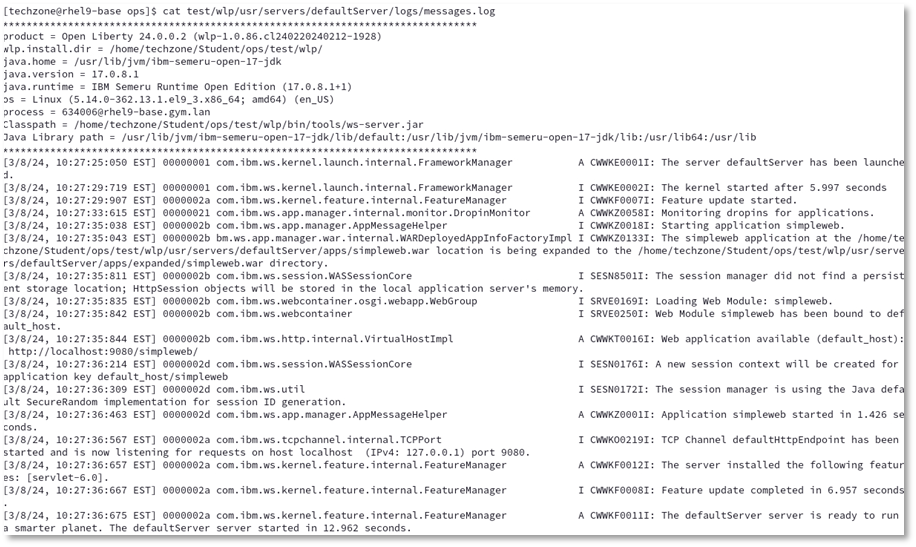 [techzone@rhel9-base ops]$ cat test/wlp/usr/servers/defaultServer/logs/messages.log
********************************************************************************
product = Open Liberty 24.0.0.2 (wlp-1.0.86.cl240220240212-1928)
wlp.install.dir = /home/techzone/Student/ops/test/wlp/
java.home = /usr/lib/jvm/ibm-semeru-open-17-jdk
java.version = 17.0.8.1
java.runtime = IBM Semeru Runtime Open Edition (17.0.8.1+1)
os = Linux (5.14.0-362.13.1.el9_3.x86_64; amd64) (en_US)
process = 634006@rhel9-base.gym.lan
Classpath = /home/techzone/Student/ops/test/wlp/bin/tools/ws-server.jar
Java Library path = /usr/lib/jvm/ibm-semeru-open-17-jdk/lib/default:/usr/lib/jvm/ibm-semeru-open-17-jdk/lib:/usr/lib64:/usr/lib
********************************************************************************
[3/8/24, 10:27:25:050 EST] 00000001 com.ibm.ws.kernel.launch.internal.FrameworkManager A CWWKE0001I: The server defaultServer has been launche
d.
[3/8/24, 10:27:29:719 EST] 00000001 com.ibm.ws.kernel.launch.internal.FrameworkManager I CWWKE0002I: The kernel started after 5.997 seconds
[3/8/24, 10:27:29:907 EST] 0000002a com.ibm.ws.kernel.feature.internal.FeatureManager I CWWKF0007I: Feature update started.
[3/8/24, 10:27:33:615 EST] 00000021 com.ibm.ws.app.manager.internal.monitor.DropinMonitor A CWWKZ0058I: Monitoring dropins for applications.
[3/8/24, 10:27:35:038 EST] 0000002b com.ibm.ws.app.manager.AppMessageHelper I CWWKZ0018I: Starting application simpleweb.
[3/8/24, 10:27:35:043 EST] 0000002b bm.ws.app.manager.war.internal.WARDeployedAppInfoFactoryImpl I CWWKZ0133I: The simpleweb application at the /home/te
chzone/Student/ops/test/wlp/usr/servers/defaultServer/apps/simpleweb.war location is being expanded to the /home/techzone/Student/ops/test/wlp/usr/serve
rs/defaultServer/apps/expanded/simpleweb.war directory.
[3/8/24, 10:27:35:811 EST] 0000002b com.ibm.ws.session.WASSessionCore I SESN8501I: The session manager did not find a persist
ent storage location; HttpSession objects will be stored in the local application server's memory.
[3/8/24, 10:27:35:835 EST] 0000002b com.ibm.ws.webcontainer.osgi.webapp.WebGroup I SRVE0169I: Loading Web Module: simpleweb.
[3/8/24, 10:27:35:842 EST] 0000002b com.ibm.ws.webcontainer I SRVE0250I: Web Module simpleweb has been bound to def
ault_host.
[3/8/24, 10:27:35:844 EST] 0000002b com.ibm.ws.http.internal.VirtualHostImpl A CWWKT0016I: Web application available (default_host):
http://localhost:9080/simpleweb/
[3/8/24, 10:27:36:214 EST] 0000002d com.ibm.ws.session.WASSessionCore I SESN0176I: A new session context will be created for
application key default_host/simpleweb
[3/8/24, 10:27:36:309 EST] 0000002d com.ibm.ws.util I SESN0172I: The session manager is using the Java defa
ult SecureRandom implementation for session ID generation.
[3/8/24, 10:27:36:463 EST] 0000002d com.ibm.ws.app.manager.AppMessageHelper A CWWKZ0001I: Application simpleweb started in 1.426 se
conds.
[3/8/24, 10:27:36:567 EST] 0000002a com.ibm.ws.tcpchannel.internal.TCPPort I CWWKO0219I: TCP Channel defaultHttpEndpoint has been
started and is now listening for requests on host localhost  (IPv4: 127.0.0.1) port 9080.
[3/8/24, 10:27:36:657 EST] 0000002a com.ibm.ws.kernel.feature.internal.FeatureManager A CWWKF0012I: The server installed the following featur
es: [servlet-6.0].
[3/8/24, 10:27:36:667 EST] 0000002a com.ibm.ws.kernel.feature.internal.FeatureManager I CWWKF0008I: Feature update completed in 6.957 seconds
.
[3/8/24, 10:27:36:675 EST] 0000002a com.ibm.ws.kernel.feature.internal.FeatureManager A CWWKF0011I: The defaultServer server is ready to run
a smarter planet. The defaultServer server started in 12.962 seconds.